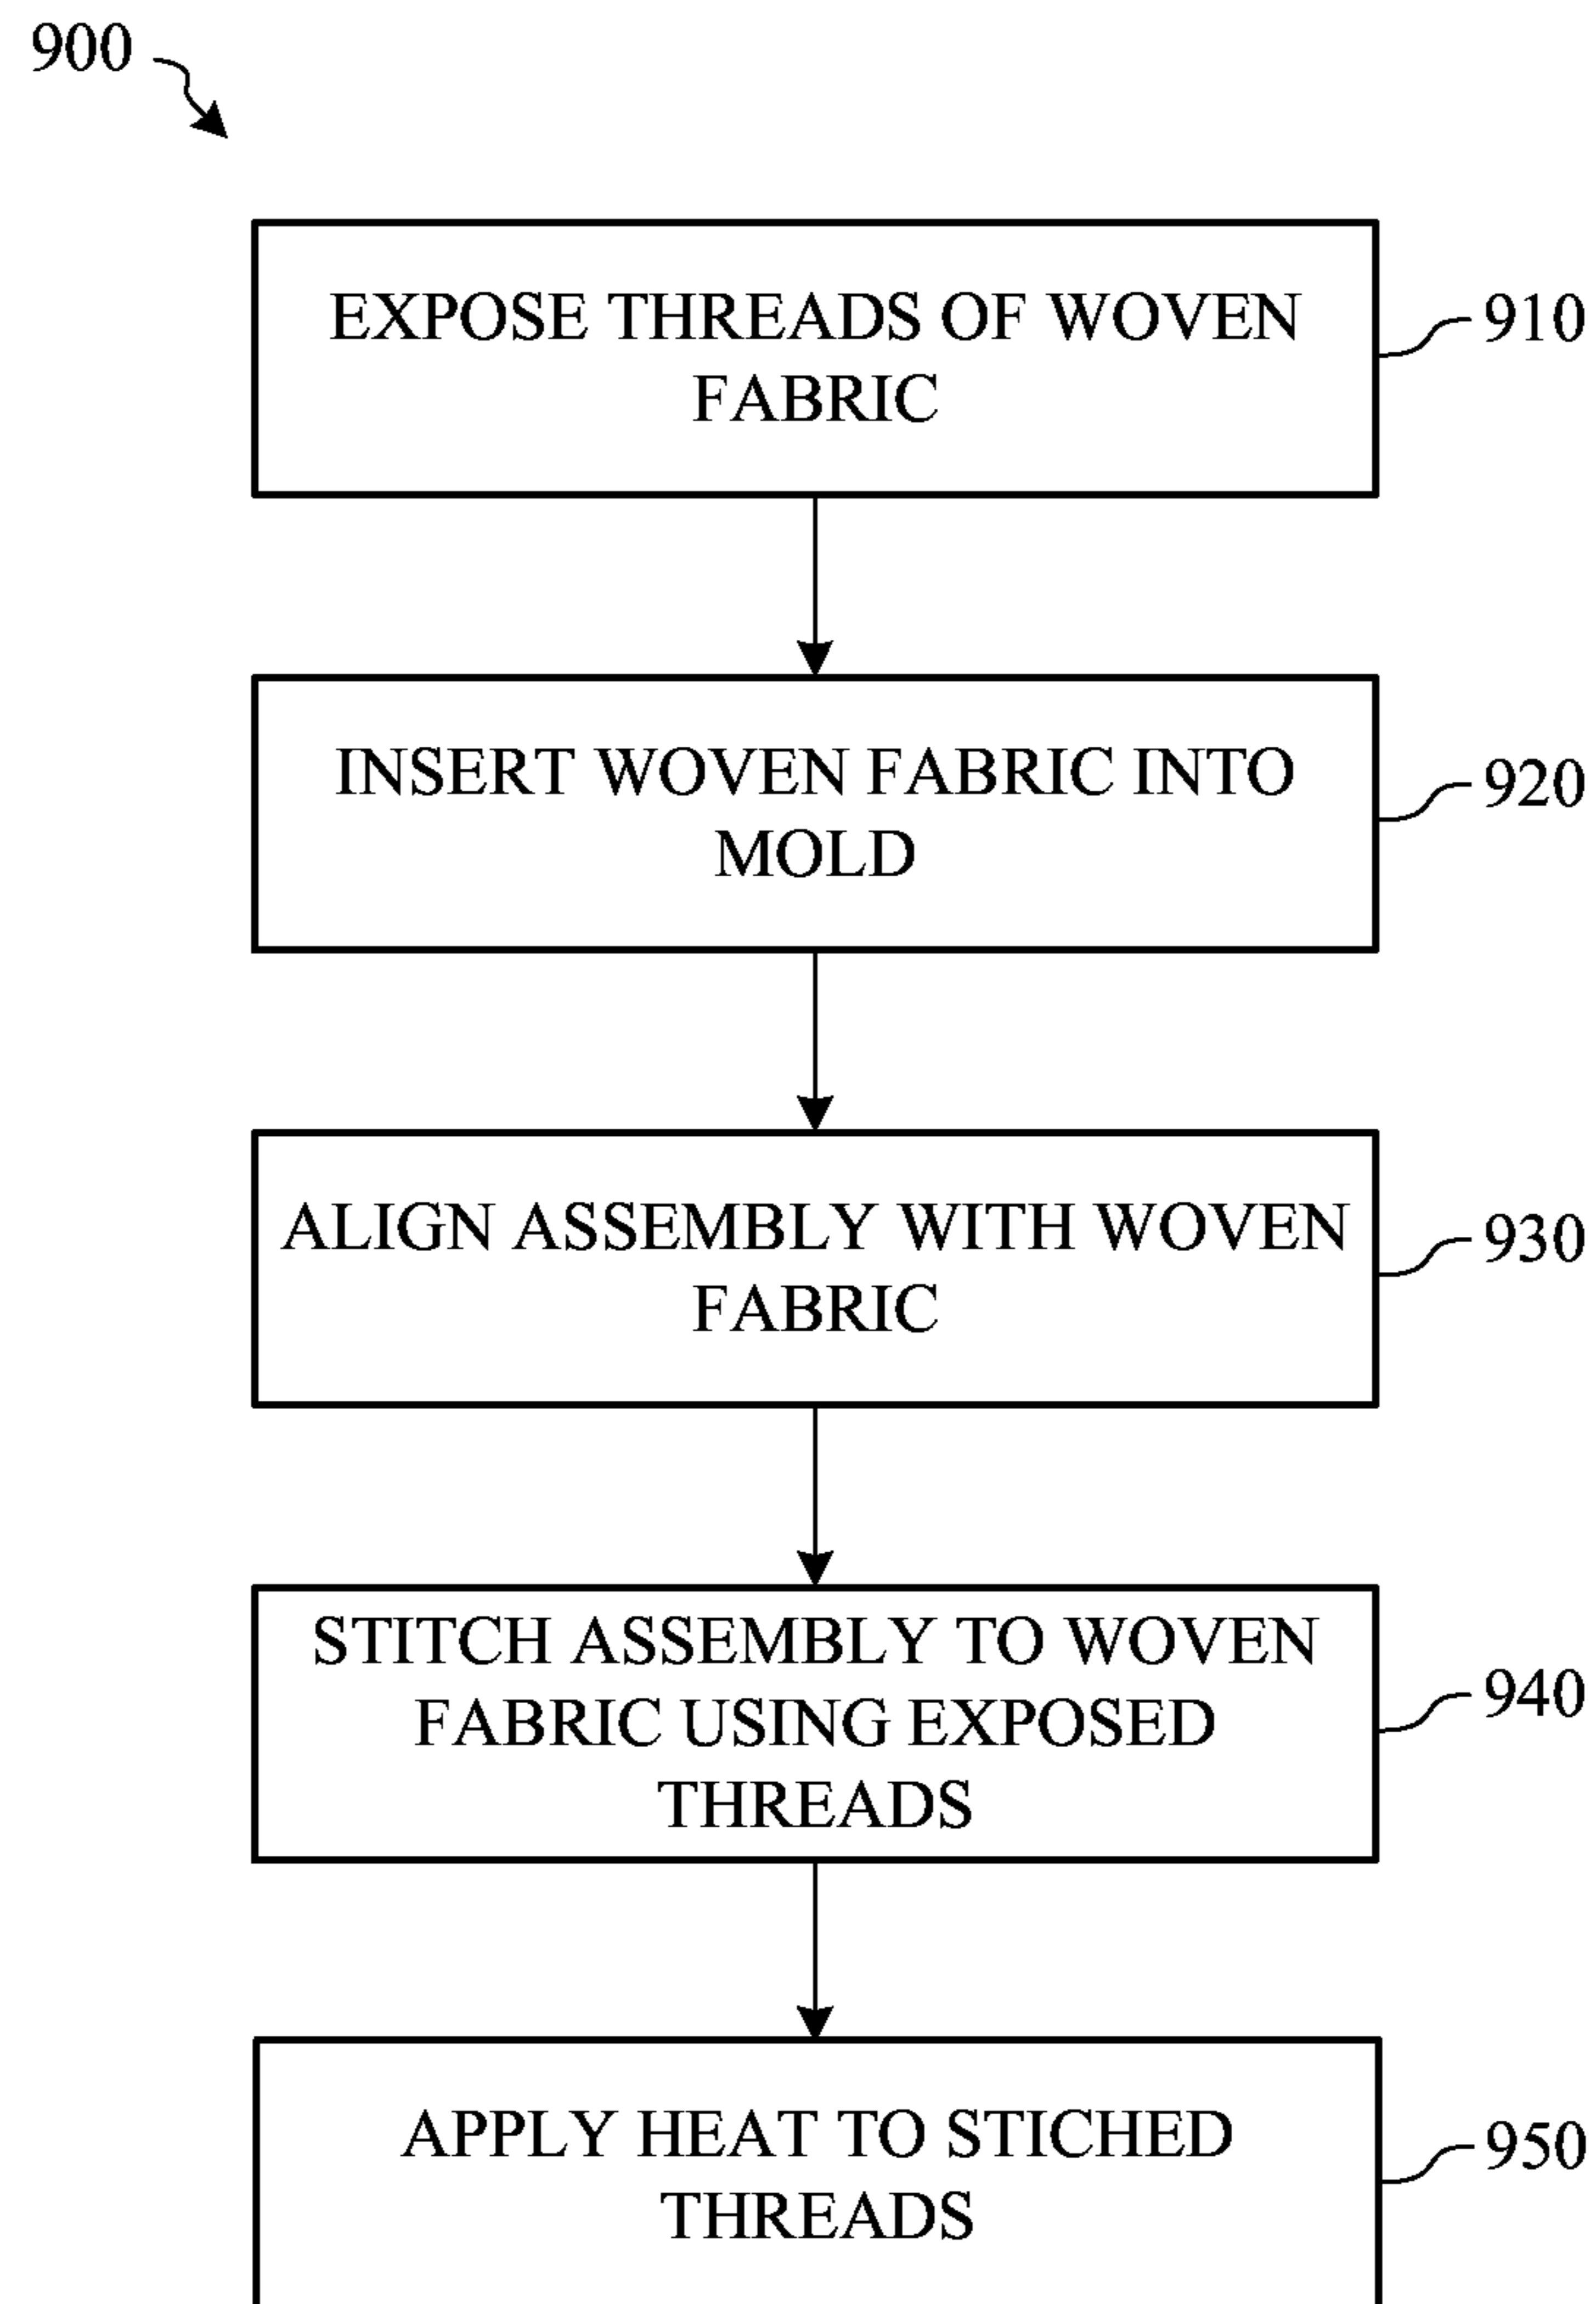 900
EXPOSE THREADS OF WOVEN
FABRIC
910
INSERT WOVEN FABRIC INTO
MOLD
920
ALIGN ASSEMBLY WITH WOVEN
FABRIC
930
STITCH ASSEMBLY TO WOVEN
FABRIC USING EXPOSED
THREADS
940
APPLY HEAT TO STICHED
THREADS
950